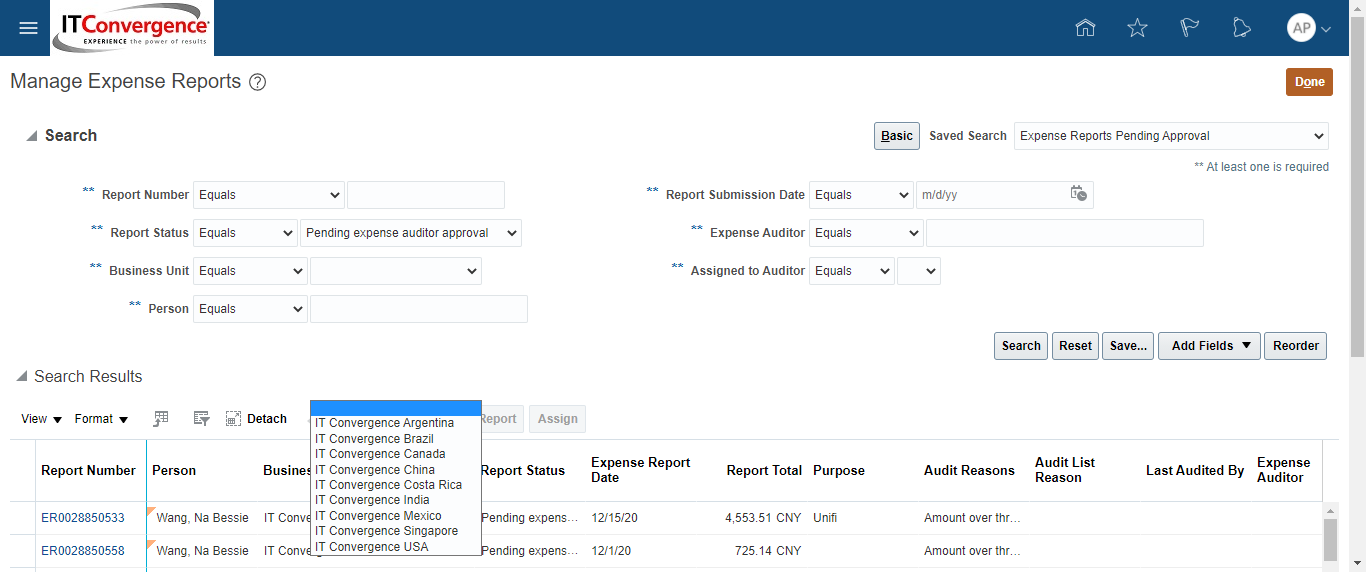 ITConvergence
EXPERIENCE the power of results
AP
Manage Expense Reports ?
Done
Search
Basic Saved Search Expense Reports Pending Approval
** At least one is required
** Report Number Equals
** Report Submission Date Equals m/d/yy
** Report Status Equals Pending expense auditor approval
** Expense Auditor Equals
** Business Unit Equals
** Assigned to Auditor Equals
** Person Equals
Search Reset Save... Add Fields Reorder
Search Results
View Format Detach Report Assign
IT Convergence Argentina
IT Convergence Brazil
IT Convergence Canada
IT Convergence China
IT Convergence Costa Rica
IT Convergence India
IT Convergence Mexico
IT Convergence Singapore
IT Convergence USA
Report Number Person Busines Report Status Expense Report Date Report Total Purpose Audit Reasons Audit List Reason Last Audited By Expense Auditor
ER0028850533 Wang, Na Bessie IT Conve Pending expens... 12/15/20 4,553.51 CNY Unifi Amount over thr...
ER0028850558 Wang, Na Bessie IT Conve Pending expens... 12/1/20 725.14 CNY Amount over thr...